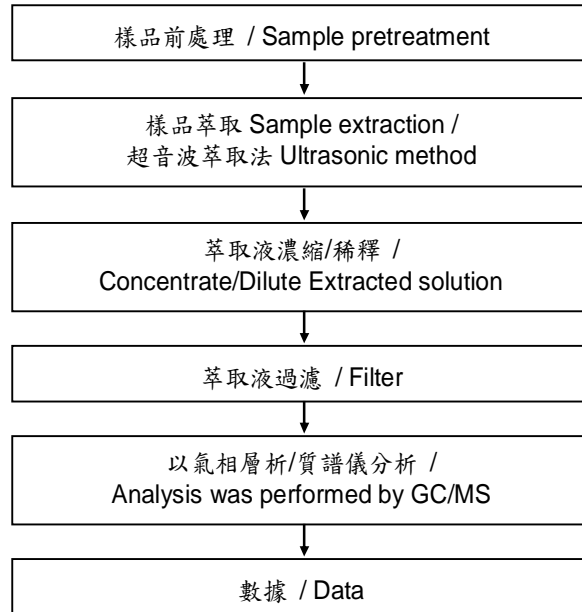 樣品前處理 / Sample pretreatment
樣品萃取 Sample extraction /
超音波萃取法 Ultrasonic method
萃取液濃縮/稀釋 /
Concentrate/Dilute Extracted solution
萃取液過濾 / Filter
以氣相層析/質譜儀分析 /
Analysis was performed by GC/MS
數據 / Data